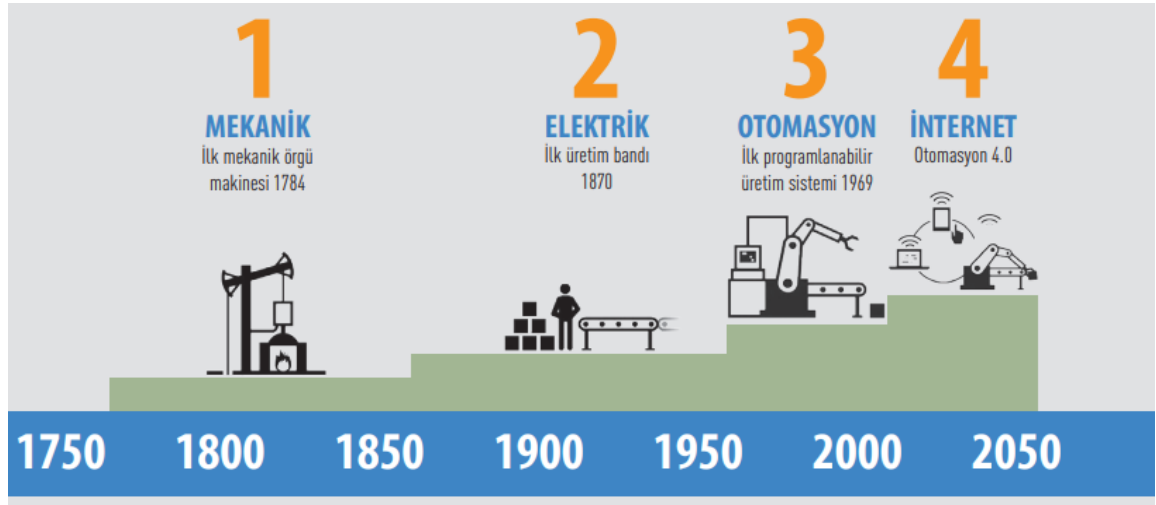 1
MEKANİK
İlk mekanik örgü
makinesi 1784
2
ELEKTRİK
İlk üretim bandı
1870
3
OTOMASYON
İlk programlanabilir
üretim sistemi 1969
4
İNTERNET
Otomasyon 4.0
1750 1800 1850 1900 1950 2000 2050